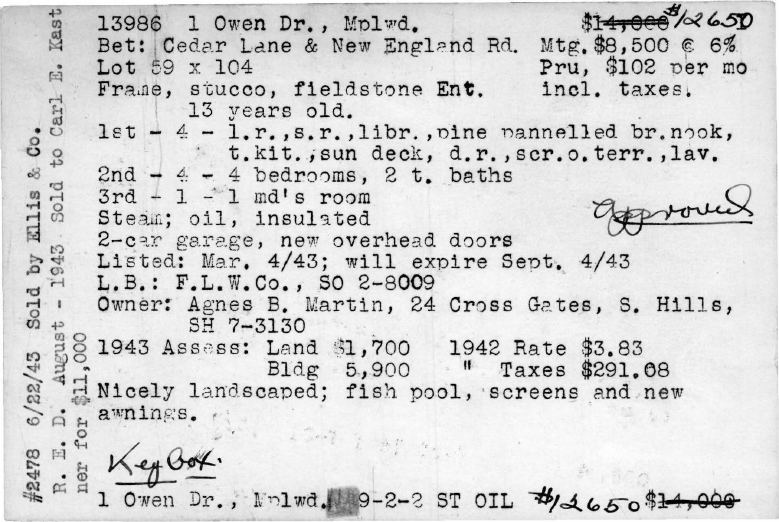 13986 1 Owen Dr., Mplwd. $14,000 $12650
Bet: Cedar Lane & New England Rd. Mtg. $8,500 @ 6%
Lot 59 x 104 Pru, $102 per mo
Frame, stucco, fieldstone Ent. incl. taxes.
13 years old.
1st - 4 - l.r.,s.r.,libr.,pine pannelled br.nook,
t.kit.,sun deck, d.r.,scr.o.terr.,lav.
2nd - 4 - 4 bedrooms, 2 t. baths
3rd - 1 - 1 md's room
Steam; oil, insulated
Approved
2-car garage, new overhead doors
Listed: Mar. 4/43; will expire Sept. 4/43
L.B.: F.L.W.Co., SO 2-8009
Owner: Agnes B. Martin, 24 Cross Gates, S. Hills,
SH 7-3130
1943 Assess: Land $1,700 1942 Rate $3.83
Bldg 5,900 " Taxes $291.08
Nicely landscaped; fish pool, screens and new
awnings.
Key Box.
1 Owen Dr., Mplwd. 9-2-2 ST OIL $12650 $14,000
#2478 6/22/43 Sold by Ellis & Co.
R. E. D. August - 1943 Sold to Carl E. Kast
ner for $11,000